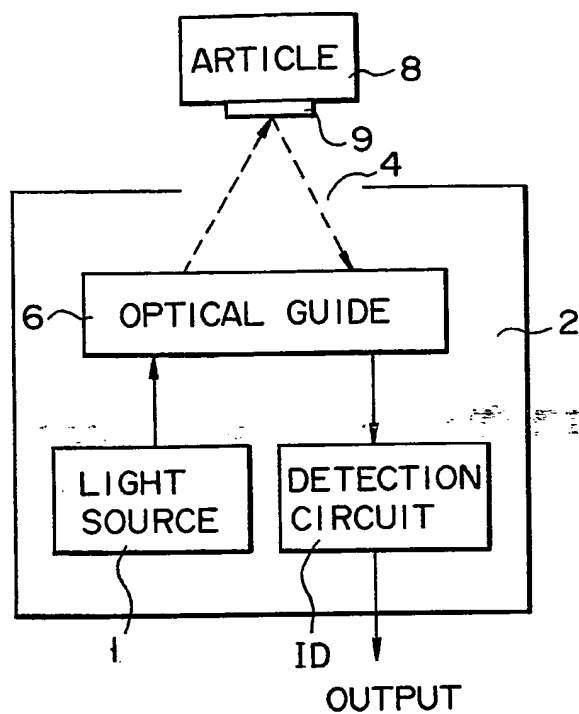 ARTICLE
8
9
4
6
OPTICAL GUIDE
2
LIGHT
SOURCE
DETECTION
CIRCUIT
1
ID
OUTPUT